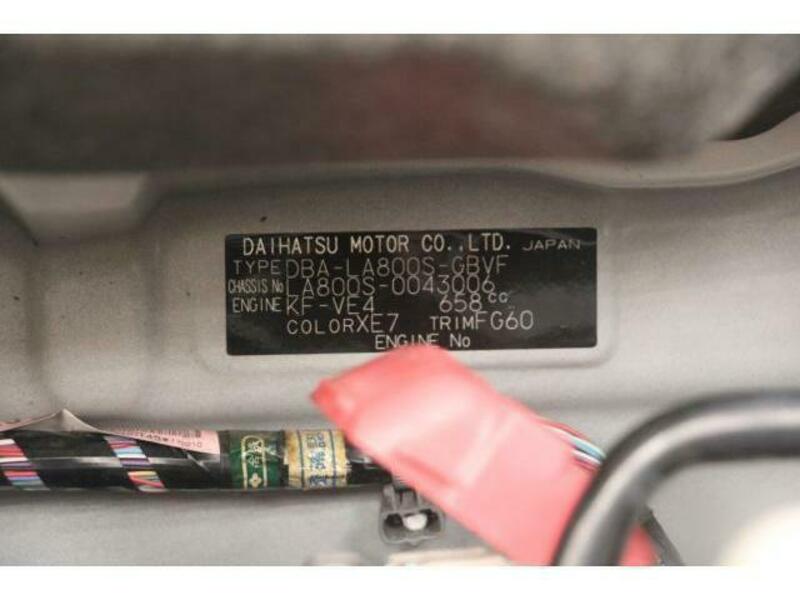 DAIHATSU MOTOR CO.,LTD. JAPAN
TYPE DBA-LA800S-GBVF
CHASSIS No LA800S-0043006
ENGINE KF-VE4 658cc
COLOR XE7 TRIM FG60
ENGINE No